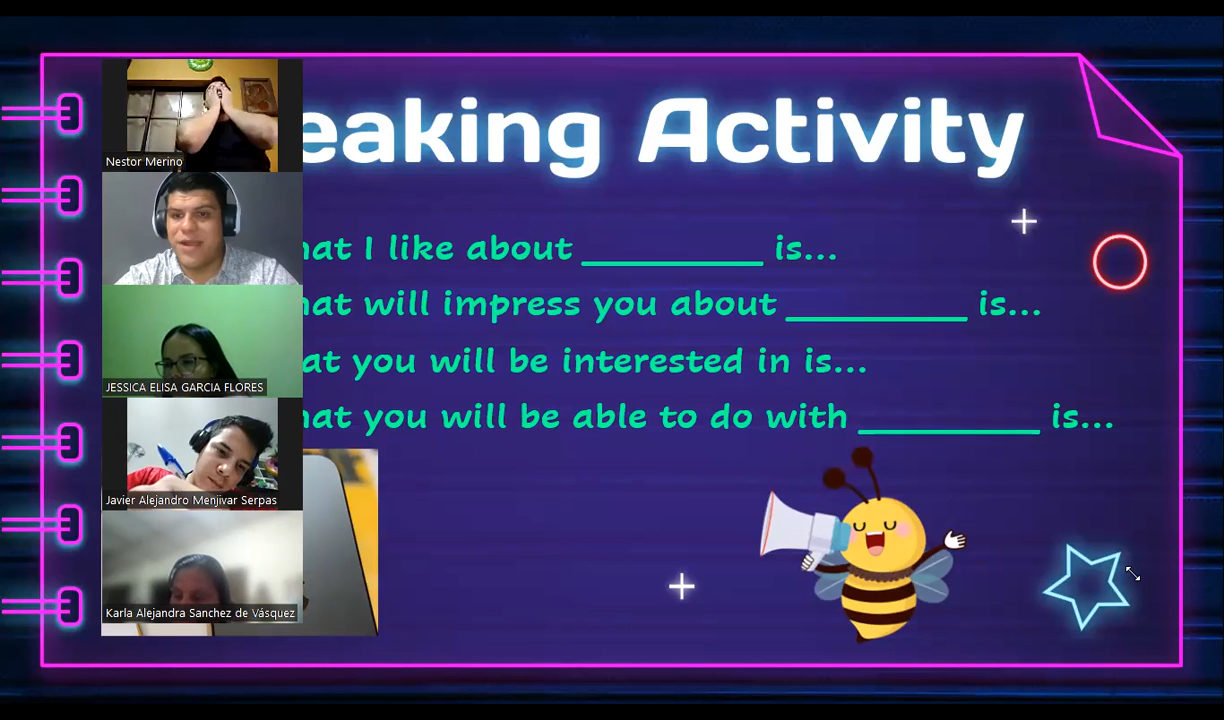 eaking Activity
hat I like about __________ is...
hat will impress you about __________ is...
at you will be interested in is...
hat you will be able to do with __________ is...
Nestor Merino
JESSICA ELISA GARCIA FLORES
Javier Alejandro Menjivar Serpas
Karla Alejandra Sanchez de Vásquez